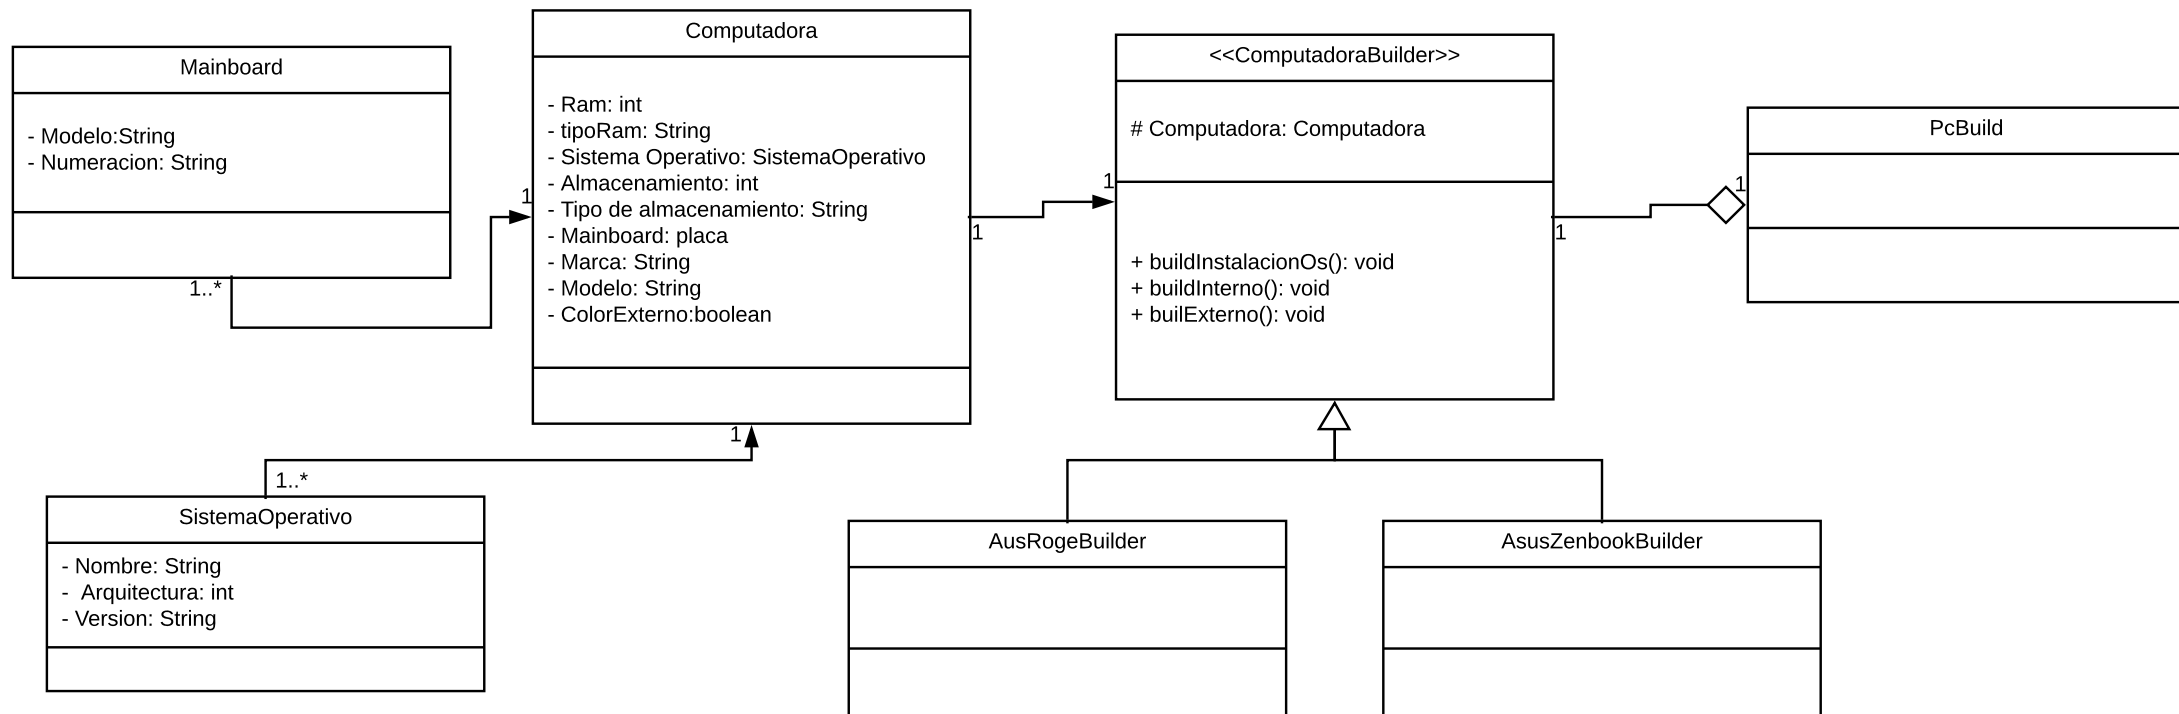 Mainboard
- Modelo:String
- Numeracion: String
1..*
1
Computadora
- Ram: int
- tipoRam: String
- Sistema Operativo: SistemaOperativo
- Almacenamiento: int
- Tipo de almacenamiento: String
- Mainboard: placa
- Marca: String
- Modelo: String
- ColorExterno:boolean
1
1
<<ComputadoraBuilder>>
# Computadora: Computadora
+ buildInstalacionOs(): void
+ buildInterno(): void
+ builExterno(): void
1
1
PcBuild
1
1..*
SistemaOperativo
- Nombre: String
-  Arquitectura: int
- Version: String
AusRogeBuilder
AsusZenbookBuilder